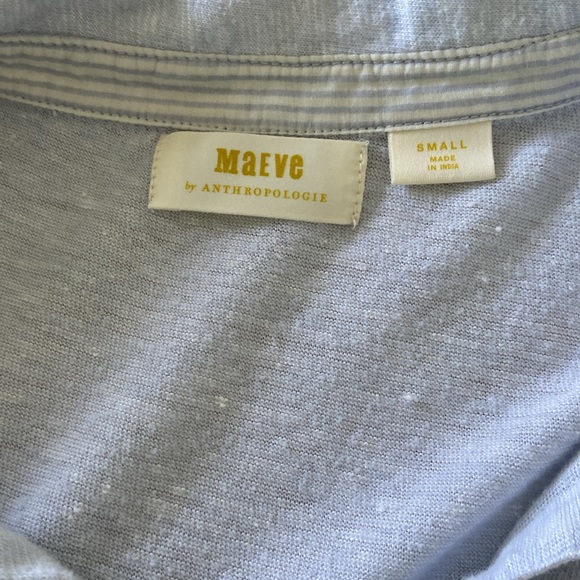 MaEVe
by ANTHROPOLOGIE
SMALL
MADE
IN INDIA